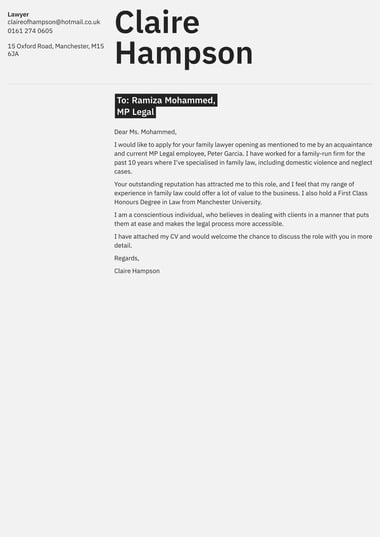 Lawyer
claireofhampson@hotmail.co.uk
0161 274 0605
15 Oxford Road, Manchester, M15
6JA
Claire
Hampson
To: Ramiza Mohammed,
MP Legal
Dear Ms. Mohammed,
I would like to apply for your family lawyer opening as mentioned to me by an acquaintance
and current MP Legal employee, Peter Garcia. I have worked for a family-run firm for the
past 10 years where I've specialised in family law, including domestic violence and neglect
cases.
Your outstanding reputation has attracted me to this role, and I feel that my range of
experience in family law could offer a lot of value to the business. I also hold a First Class
Honours Degree in Law from Manchester University.
I am a conscientious individual, who believes in dealing with clients in a manner that puts
them at ease and makes the legal process more accessible.
I have attached my CV and would welcome the chance to discuss the role with you in more
detail.
Regards,
Claire Hampson